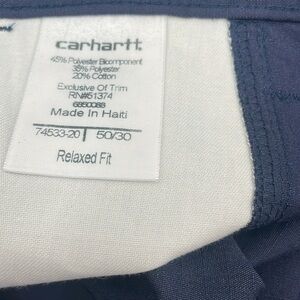 carhartt
45% Polyester Bicomponent
35% Polyester
20% Cotton
Exclusive Of Trim
RN#51374
Made In Haiti
74533-20 50/30
Relaxed Fit